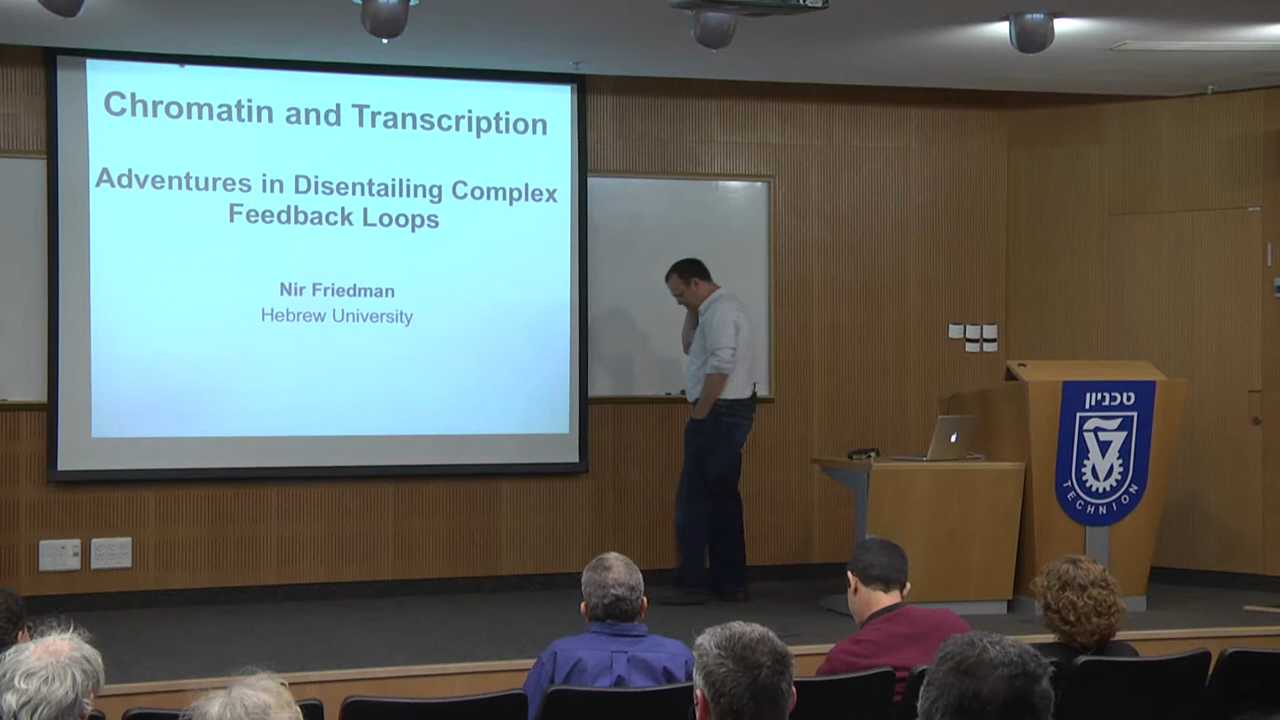 Chromatin and Transcription
Adventures in Disentailing Complex
Feedback Loops
Nir Friedman
Hebrew University
טכניון
TECHNION